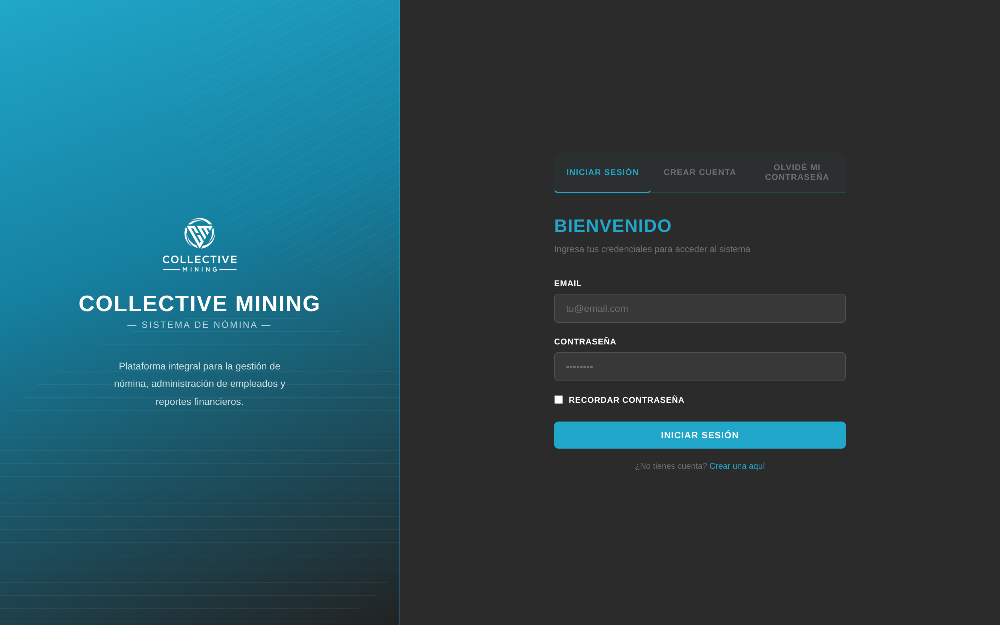 COLLECTIVE
MINING
COLLECTIVE MINING
— SISTEMA DE NÓMINA —
Plataforma integral para la gestión de
nómina, administración de empleados y
reportes financieros.
INICIAR SESIÓN
CREAR CUENTA
OLVIDÉ MI
CONTRASEÑA
BIENVENIDO
Ingresa tus credenciales para acceder al sistema
EMAIL
tu@email.com
CONTRASEÑA
••••••••
RECORDAR CONTRASEÑA
INICIAR SESIÓN
¿No tienes cuenta? Crear una aquí